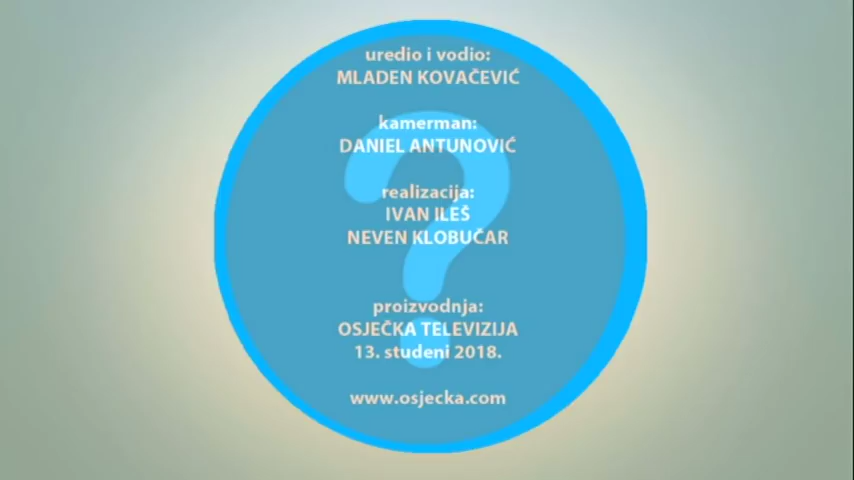 uredio i vodio:
MLADEN KOVAČEVIĆ
kamerman:
DANIEL ANTUNOVIĆ
realizacija:
IVAN ILEŠ
NEVEN KLOBUČAR
proizvodnja:
OSJEČKA TELEVIZIJA
13. studeni 2018.
www.osjecka.com